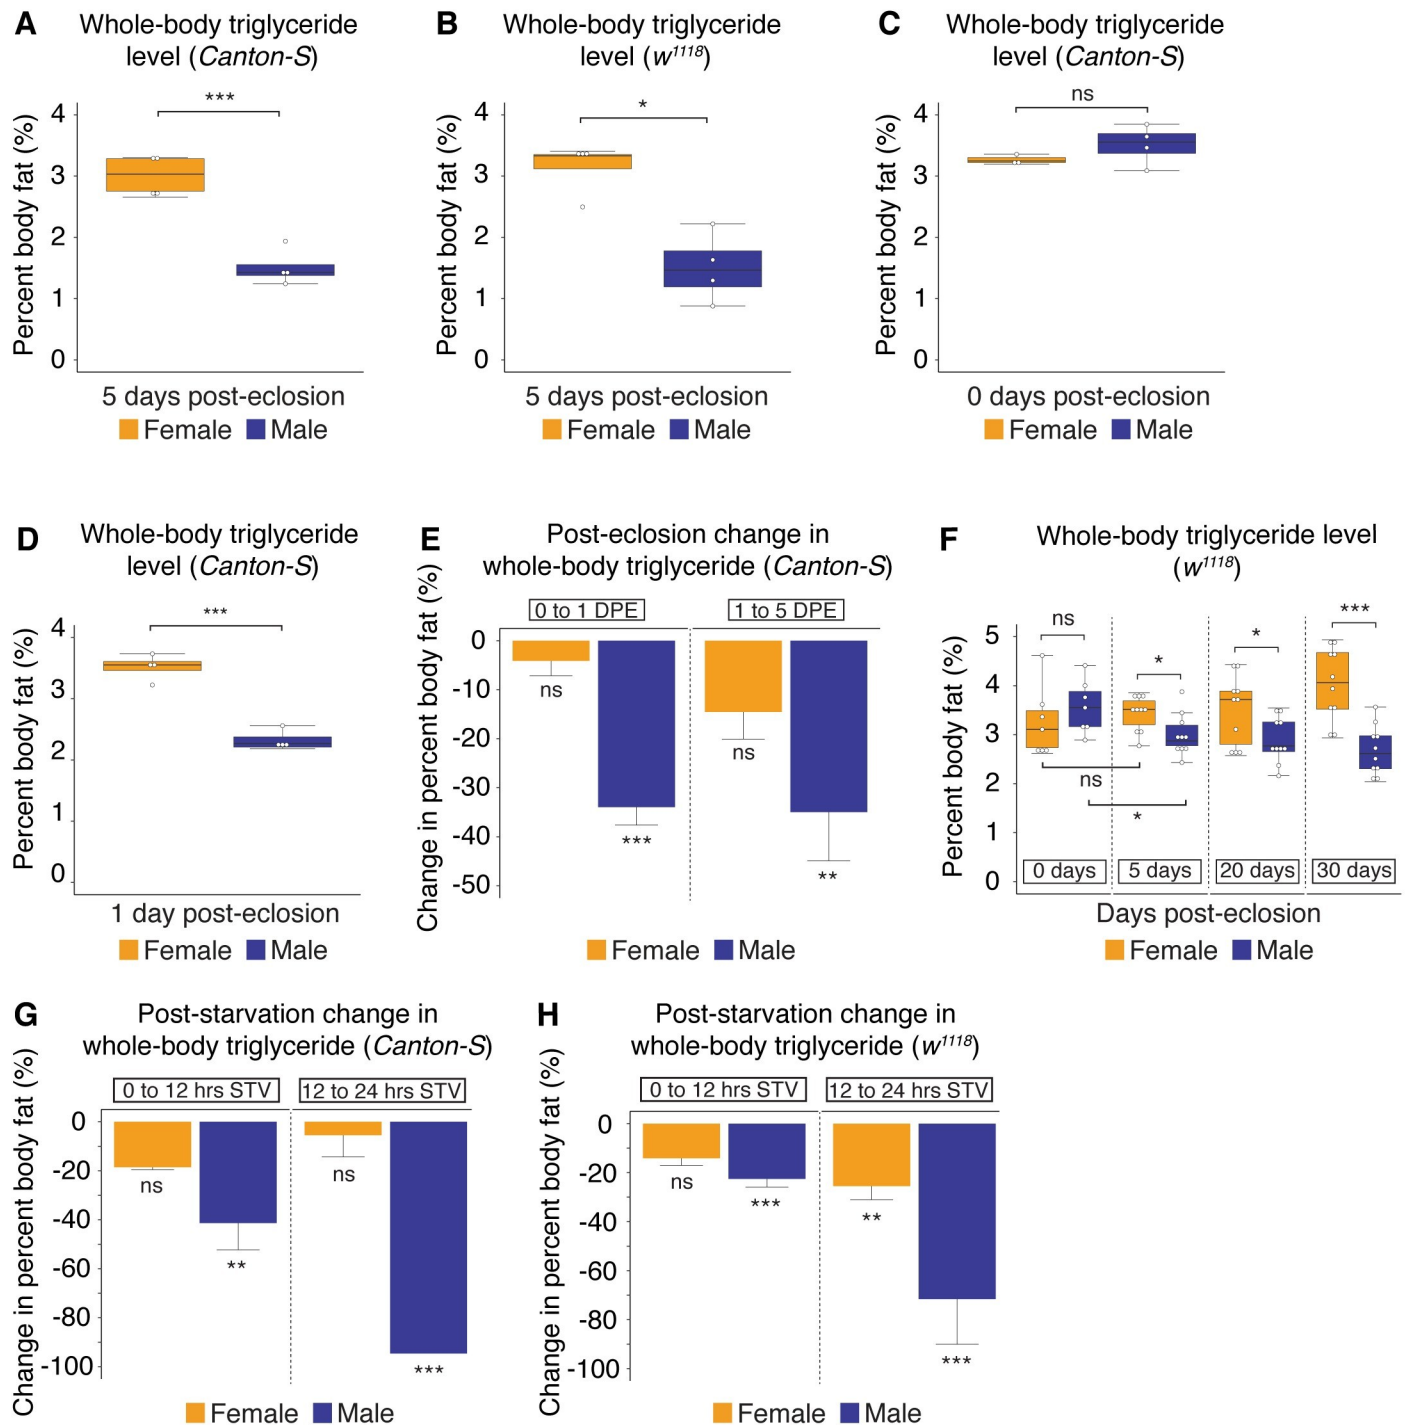 A
Whole-body triglyceride
level (Canton-S)
***
Percent body fat (%)
4
3
2
1
0
5 days post-eclosion
Female Male
B
Whole-body triglyceride
level (w1118)
*
Percent body fat (%)
4
3
2
1
0
5 days post-eclosion
Female Male
C
Whole-body triglyceride
level (Canton-S)
ns
Percent body fat (%)
4
3
2
1
0
0 days post-eclosion
Female Male
D
Whole-body triglyceride
level (Canton-S)
***
Percent body fat (%)
4
3
2
1
0
1 day post-eclosion
Female Male
E
Post-eclosion change in
whole-body triglyceride (Canton-S)
Change in percent body fat (%)
0 to 1 DPE
1 to 5 DPE
0
-10
-20
-30
-40
-50
ns
***
ns
**
Female Male
F
Whole-body triglyceride level
(w1118)
Percent body fat (%)
5
4
3
2
1
0
ns
*
*
***
ns
*
0 days
5 days
20 days
30 days
Days post-eclosion
Female Male
G
Post-starvation change in
whole-body triglyceride (Canton-S)
Change in percent body fat (%)
0 to 12 hrs STV
12 to 24 hrs STV
0
-20
-40
-60
-80
-100
ns
**
ns
***
Female Male
H
Post-starvation change in
whole-body triglyceride (w1118)
Change in percent body fat (%)
0 to 12 hrs STV
12 to 24 hrs STV
0
-20
-40
-60
-80
-100
ns
***
**
***
Female Male